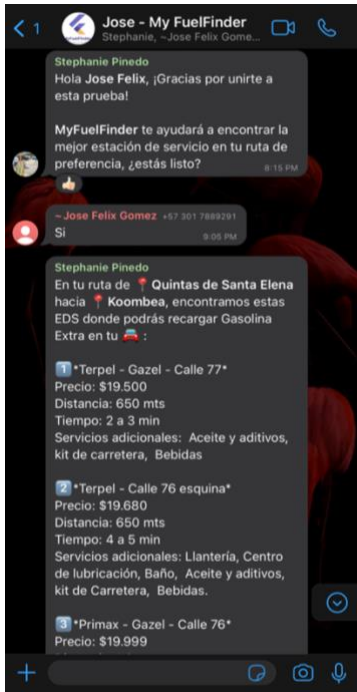 1
Jose - My FuelFinder
Stephanie, ~Jose Felix Gome...
Stephanie Pinedo
Hola Jose Felix, ¡Gracias por unirte a
esta prueba!
MyFuelFinder te ayudará a encontrar la
mejor estación de servicio en tu ruta de
preferencia, ¿estás listo?
8:15 PM
~ Jose Felix Gomez +57 301 7889291
Si
9:05 PM
Stephanie Pinedo
En tu ruta de 📍 Quintas de Santa Elena
hacia 📍 Koombea, encontramos estas
EDS donde podrás recargar Gasolina
Extra en tu 🚘 :
1️⃣ *Terpel - Gazel - Calle 77*
Precio: $19.500
Distancia: 650 mts
Tiempo: 2 a 3 min
Servicios adicionales: Aceite y aditivos,
kit de carretera, Bebidas
2️⃣ *Terpel - Calle 76 esquina*
Precio: $19.680
Distancia: 650 mts
Tiempo: 4 a 5 min
Servicios adicionales: Llantería, Centro
de lubricación, Baño, Aceite y aditivos,
kit de Carretera, Bebidas.
3️⃣ *Primax - Gazel - Calle 76*
Precio: $19.999